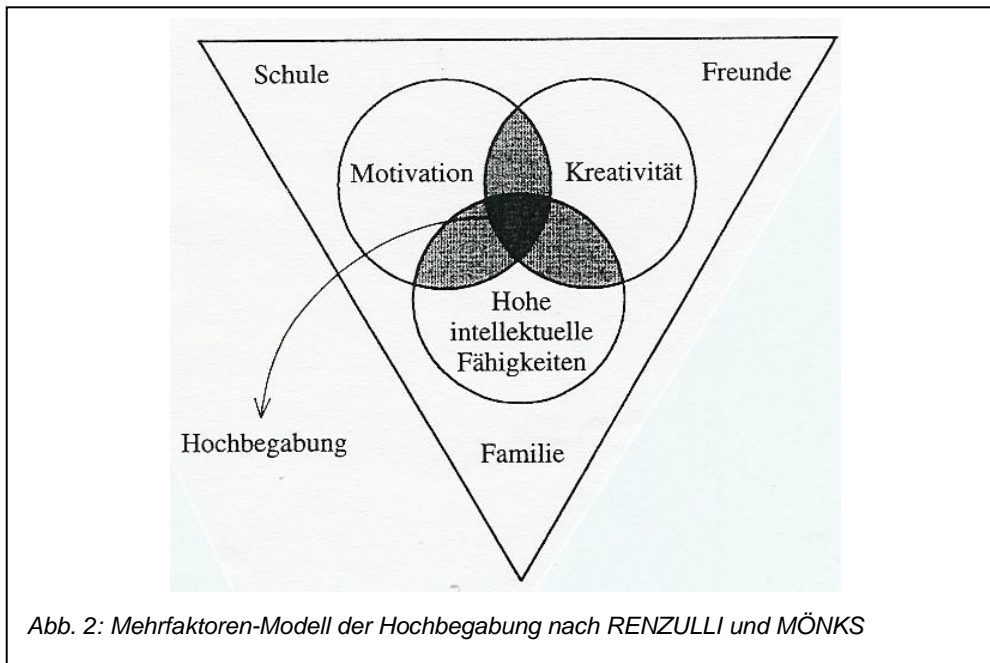 Schule
Freunde
Motivation
Kreativität
Hohe
intellektuelle
Fähigkeiten
Hochbegabung
Familie
Abb. 2: Mehrfaktoren-Modell der Hochbegabung nach RENZULLI und MÖNKS